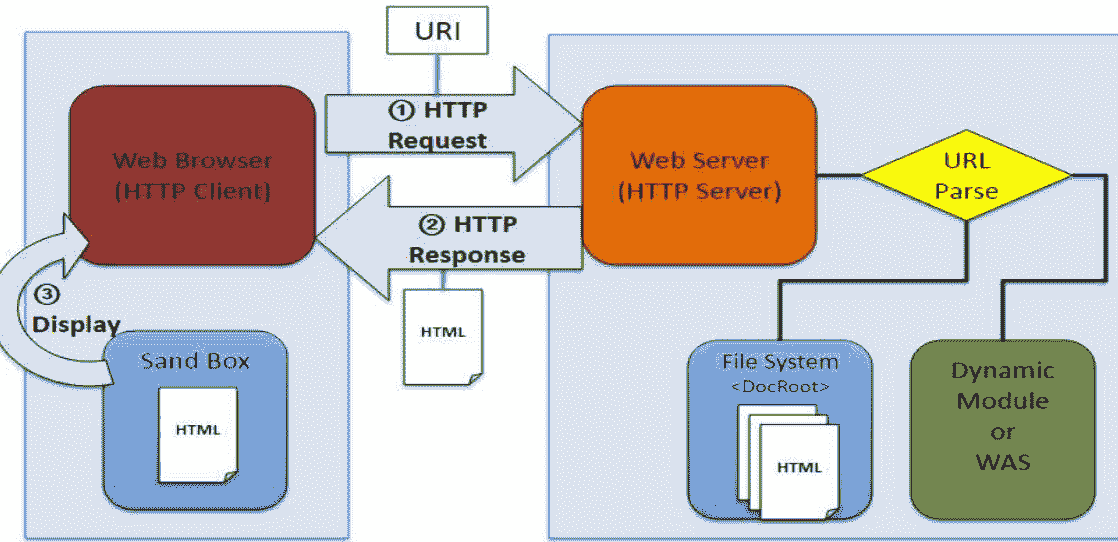 URI
① HTTP
Request
Web Browser
(HTTP Client)
Web Server
(HTTP Server)
URL
Parse
② HTTP
Response
HTML
③
Display
Sand Box
HTML
File System
<DocRoot>
HTML
Dynamic
Module
or
WAS